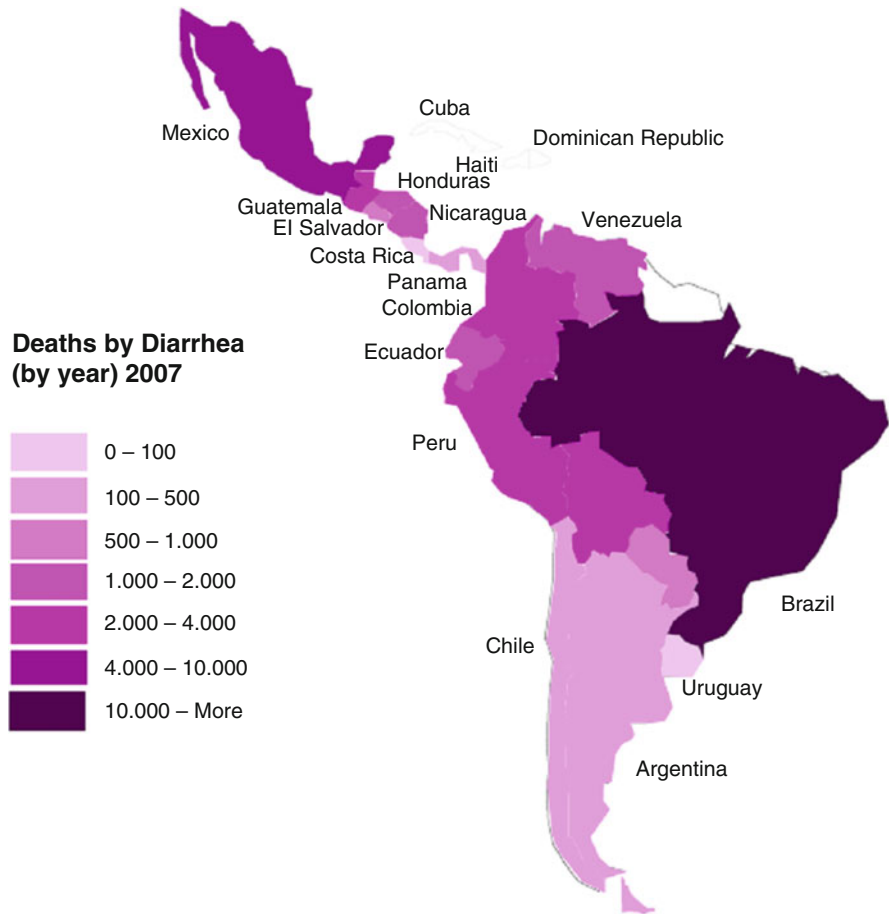 Cuba
Dominican Republic
Mexico
Haiti
Honduras
Guatemala
Nicaragua
Venezuela
El Salvador
Costa Rica
Panama
Colombia
Deaths by Diarrhea
(by year) 2007
Ecuador
Peru
0 – 100
100 – 500
500 – 1.000
1.000 – 2.000
2.000 – 4.000
4.000 – 10.000
10.000 – More
Brazil
Chile
Uruguay
Argentina